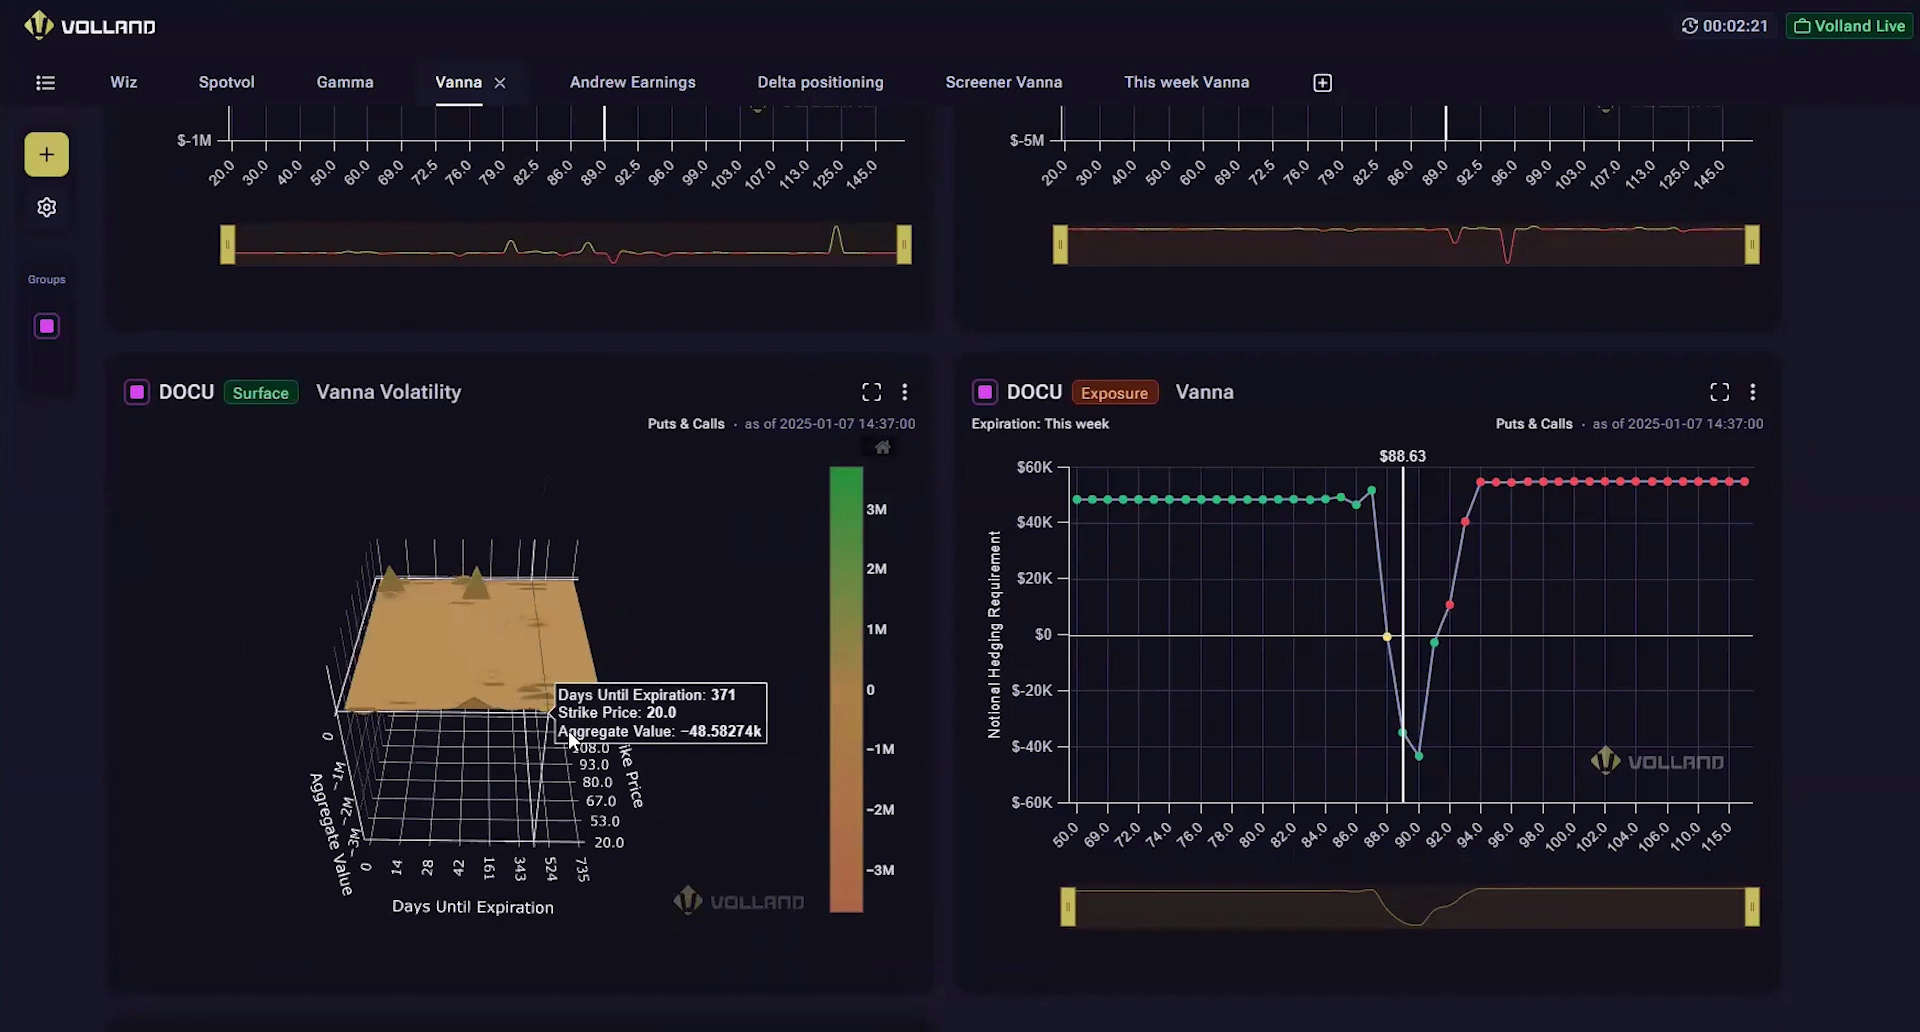 VOLLAND
00:02:21
Volland Live
Wiz
Spotvol
Gamma
Vanna
Andrew Earnings
Delta positioning
Screener Vanna
This week Vanna
Groups
$-1M
20.0 30.0 40.0 50.0 60.0 69.0 72.5 76.0 79.0 82.5 86.0 89.0 92.5 96.0 99.0 103.0 107.0 113.0 125.0 145.0
$-5M
20.0 30.0 40.0 50.0 60.0 69.0 72.5 76.0 79.0 82.5 86.0 89.0 92.5 96.0 99.0 103.0 107.0 113.0 125.0 145.0
DOCU Surface Vanna Volatility
Puts & Calls · as of 2025-01-07 14:37:00
3M
2M
1M
0
-1M
-2M
-3M
Days Until Expiration: 371
Strike Price: 20.0
Aggregate Value: −48.58274k
108.0
93.0
80.0
67.0
53.0
20.0
ike Price
0
−1M
−2M
−3M
Aggregate Value
0 14 28 42 161 343 524 735
Days Until Expiration
VOLLAND
DOCU Exposure Vanna
Expiration: This week
Puts & Calls · as of 2025-01-07 14:37:00
$88.63
$60K
$40K
$20K
$0
$-20K
$-40K
$-60K
Notional Hedging Requirement
VOLLAND
50.0 69.0 72.0 74.0 76.0 78.0 80.0 82.0 84.0 86.0 88.0 90.0 92.0 94.0 96.0 98.0 100.0 102.0 104.0 106.0 110.0 115.0